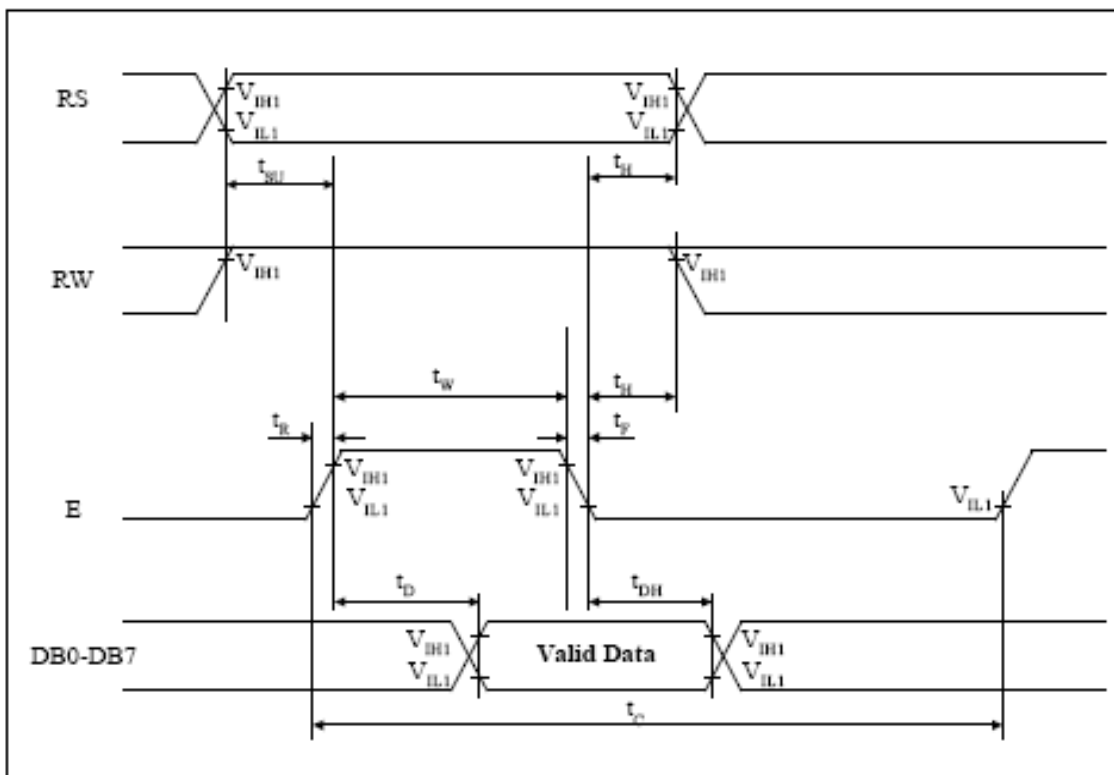 RS
V_IH1 V_IH1
V_IL1 V_IL1
t_SU t_H
RW V_IH1 V_IH1
t_W t_H
t_R t_F
V_IH1 V_IH1
E V_IL1 V_IL1 V_IL1
t_D t_DH
DB0-DB7 V_IH1 Valid Data V_IH1
V_IL1 V_IL1
t_C